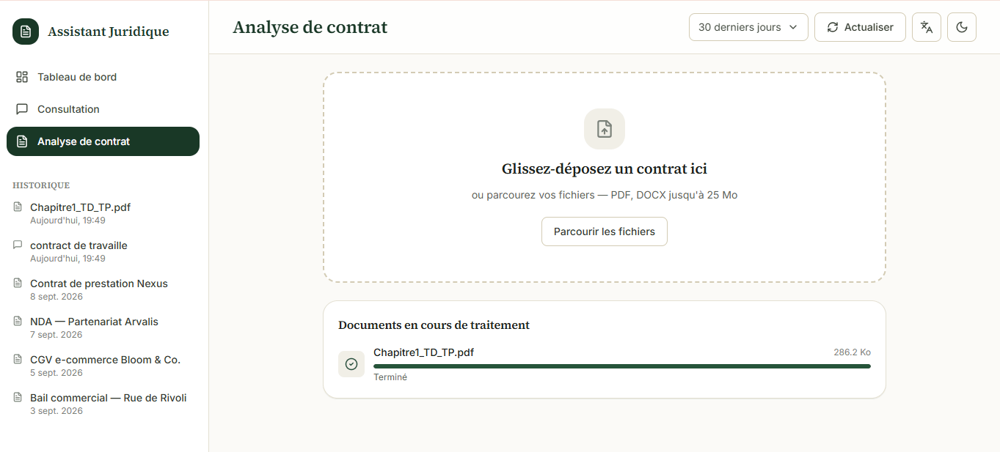 Assistant Juridique
Tableau de bord
Consultation
Analyse de contrat
HISTORIQUE
Chapitre1_TD_TP.pdf
Aujourd'hui, 19:49
contract de travaille
Aujourd'hui, 19:49
Contrat de prestation Nexus
8 sept. 2026
NDA — Partenariat Arvalis
7 sept. 2026
CGV e-commerce Bloom & Co.
5 sept. 2026
Bail commercial — Rue de Rivoli
3 sept. 2026
Analyse de contrat
30 derniers jours
Actualiser
Glissez-déposez un contrat ici
ou parcourez vos fichiers — PDF, DOCX jusqu'à 25 Mo
Parcourir les fichiers
Documents en cours de traitement
Chapitre1_TD_TP.pdf
286.2 Ko
Terminé